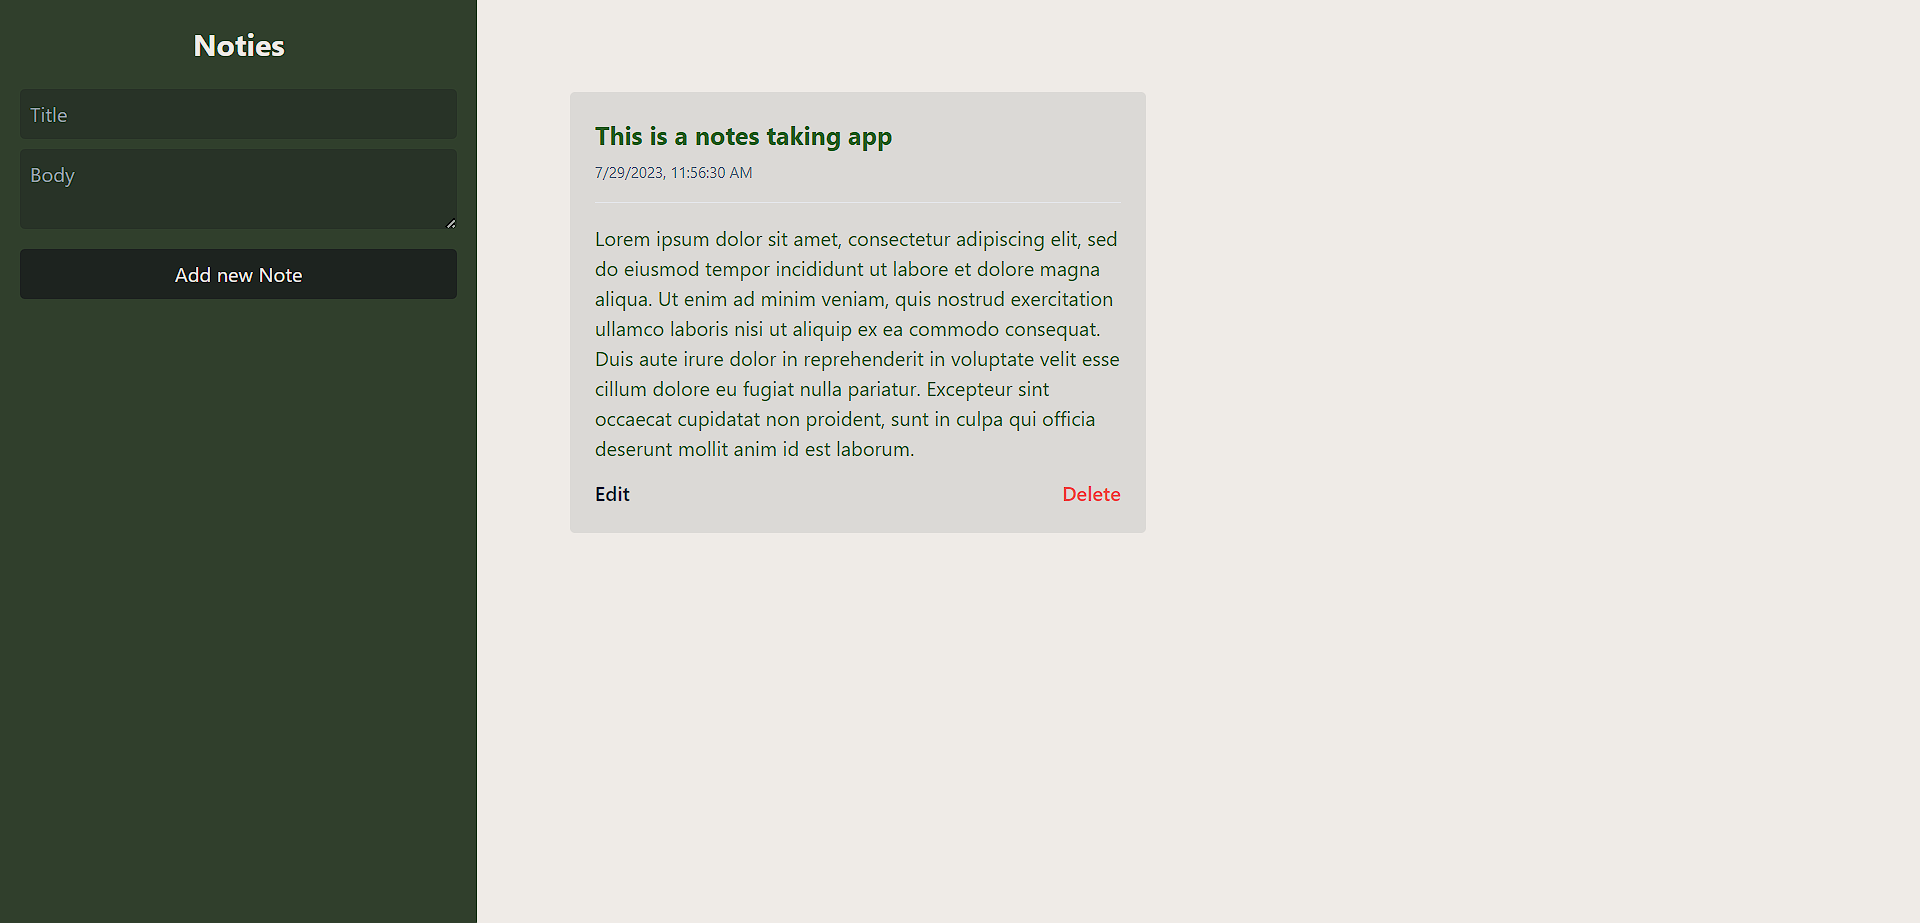 Noties
Title
Body
Add new Note
This is a notes taking app
7/29/2023, 11:56:30 AM
Lorem ipsum dolor sit amet, consectetur adipiscing elit, sed
do eiusmod tempor incididunt ut labore et dolore magna
aliqua. Ut enim ad minim veniam, quis nostrud exercitation
ullamco laboris nisi ut aliquip ex ea commodo consequat.
Duis aute irure dolor in reprehenderit in voluptate velit esse
cillum dolore eu fugiat nulla pariatur. Excepteur sint
occaecat cupidatat non proident, sunt in culpa qui officia
deserunt mollit anim id est laborum.
Edit
Delete